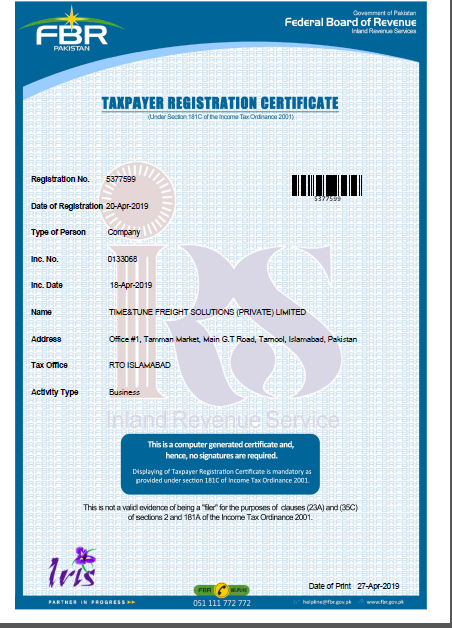 FBR
PAKISTAN
Government of Pakistan
Federal Board of Revenue
Inland Revenue Services
TAXPAYER REGISTRATION CERTIFICATE
(Under Section 181C of the Income Tax Ordinance 2001)
Registration No. 5377599
5377599
Date of Registration 20-Apr-2019
Type of Person Company
Inc. No. 0133068
Inc. Date 18-Apr-2019
Name TIME&TUNE FREIGHT SOLUTIONS (PRIVATE) LIMITED
Address Office #1, Tamman Market, Main G.T Road, Tarnool, Islamabad, Pakistan
Tax Office RTO ISLAMABAD
Activity Type Business
IRS
Inland Revenue Service
This is a computer generated certificate and,
hence, no signatures are required.
Displaying of Taxpayer Registration Certificate is mandatory as
provided under section 181C of Income Tax Ordinance 2001.
This is not a valid evidence of being a "filer" for the purposes of clauses (23A) and (35C)
of sections 2 and 181A of the Income Tax Ordinance 2001.
Iris
PARTNER IN PROGRESS
FBR
051 111 772 772
Date of Print 27-Apr-2019
helpline@fbr.gov.pk
www.fbr.gov.pk